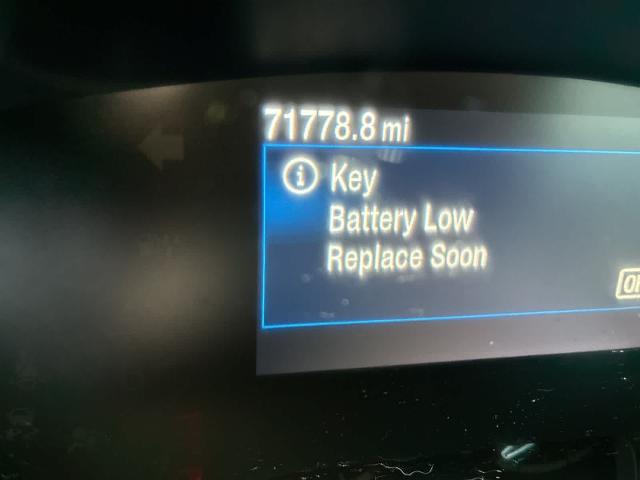 71778.8 mi
Key
Battery Low
Replace Soon